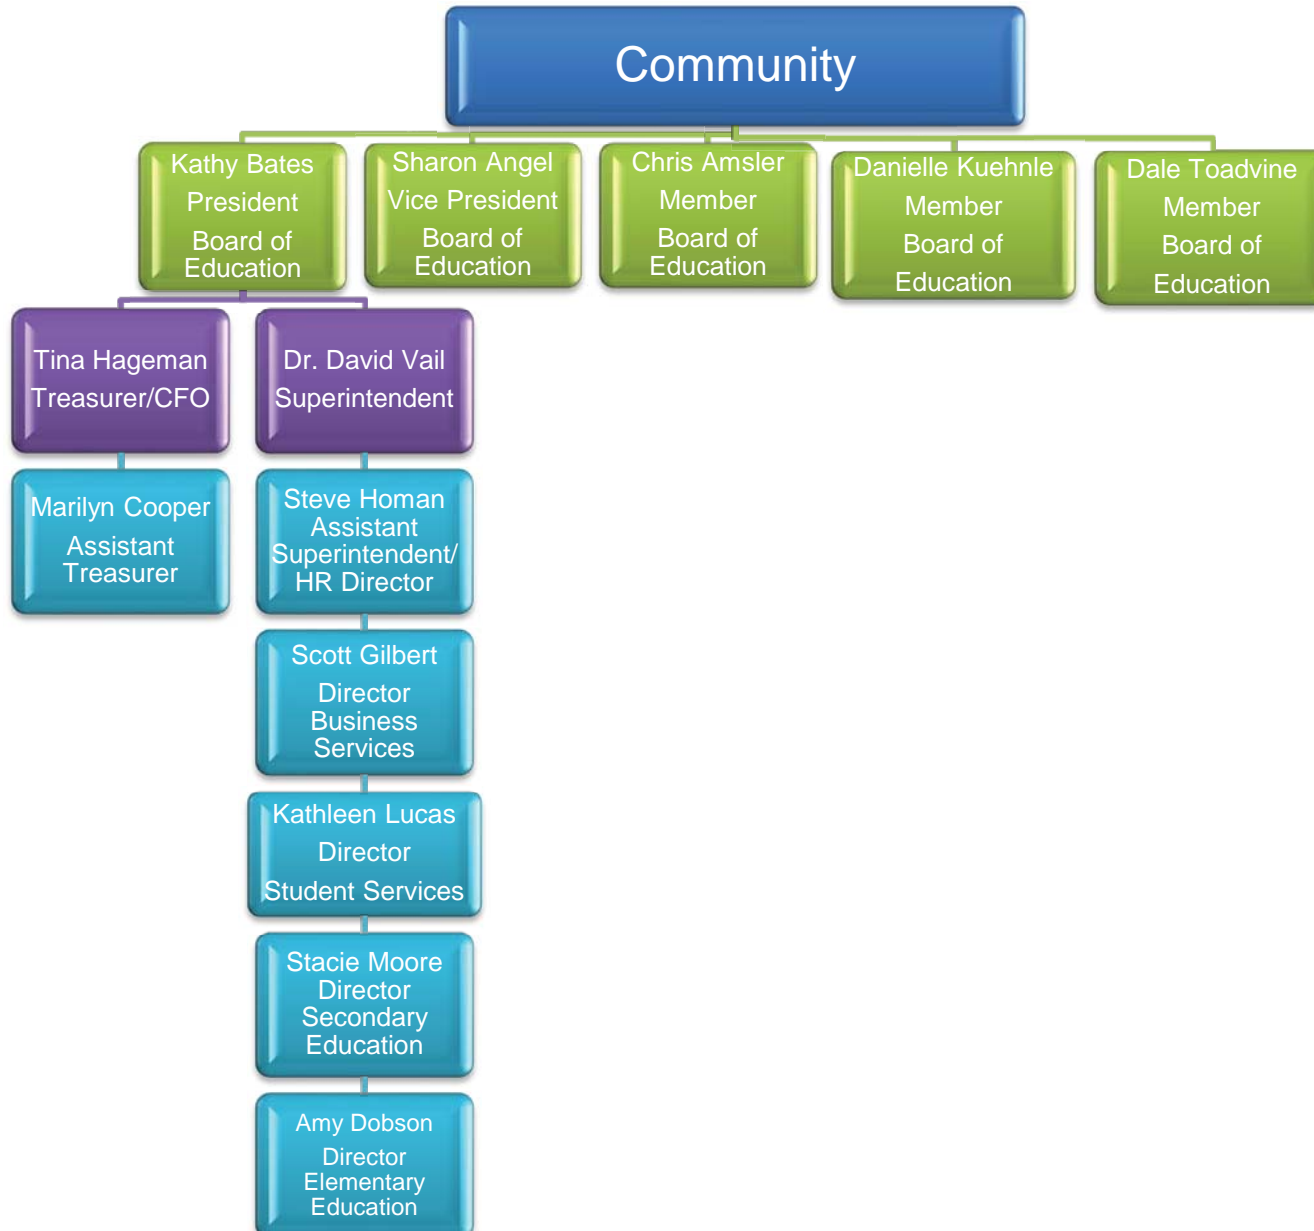 Community
Kathy Bates
President
Board of
Education
Sharon Angel
Vice President
Board of
Education
Chris Amsler
Member
Board of
Education
Danielle Kuehnle
Member
Board of
Education
Dale Toadvine
Member
Board of
Education
Tina Hageman
Treasurer/CFO
Dr. David Vail
Superintendent
Marilyn Cooper
Assistant
Treasurer
Steve Homan
Assistant
Superintendent/
HR Director
Scott Gilbert
Director
Business
Services
Kathleen Lucas
Director
Student Services
Stacie Moore
Director
Secondary
Education
Amy Dobson
Director
Elementary
Education